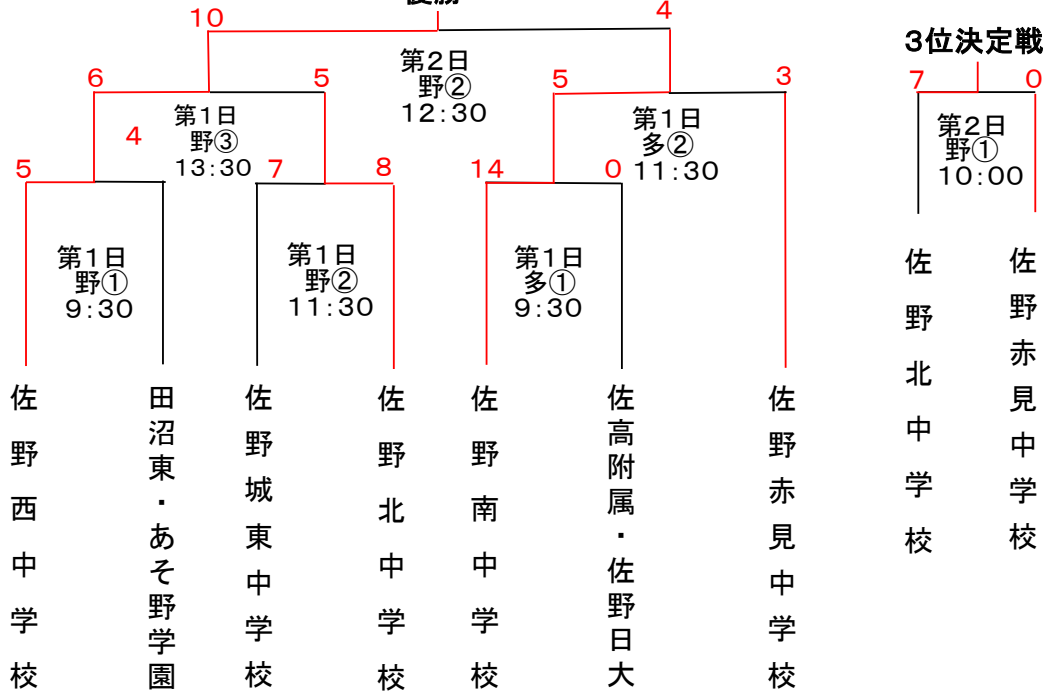 10
4
3位決定戦
第2日
野②
12:30
6
5
5
3
7
0
第1日
野③
13:30
4
第1日
多②
11:30
第2日
野①
10:00
5
7
8
14
0
第1日
野①
9:30
第1日
野②
11:30
第1日
多①
9:30
佐野西中学校
田沼東・あそ野学園
佐野城東中学校
佐野北中学校
佐野南中学校
佐高附属・佐野日大
佐野赤見中学校
佐野北中学校
佐野赤見中学校